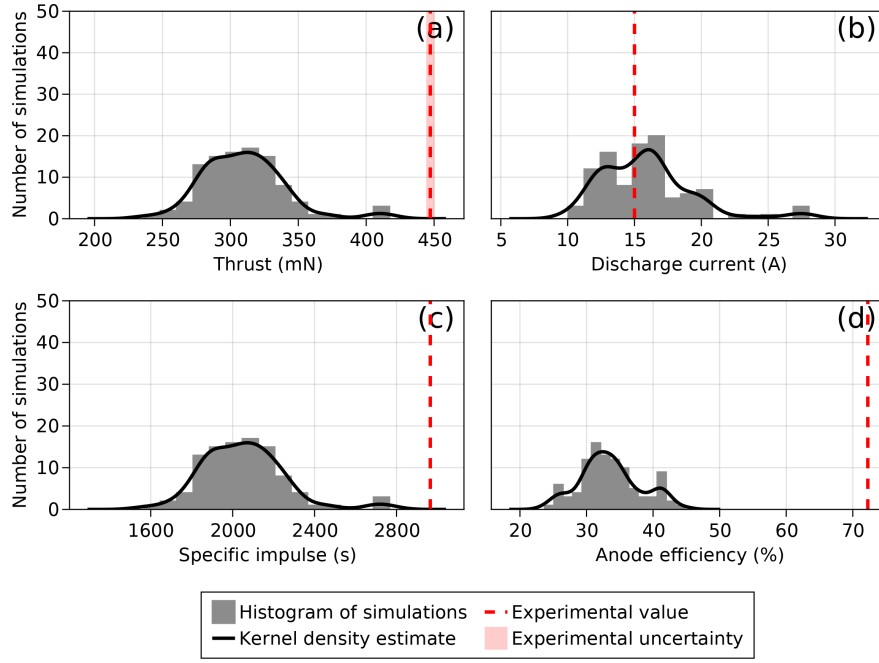 Number of simulations
50
40
30
20
10
0
(a)
200 250 300 350 400 450
Thrust (mN)
(b)
5 10 15 20 25 30
Discharge current (A)
Number of simulations
50
40
30
20
10
0
(c)
1600 2000 2400 2800
Specific impulse (s)
(d)
20 30 40 50 60 70
Anode efficiency (%)
Histogram of simulations
Experimental value
Kernel density estimate
Experimental uncertainty